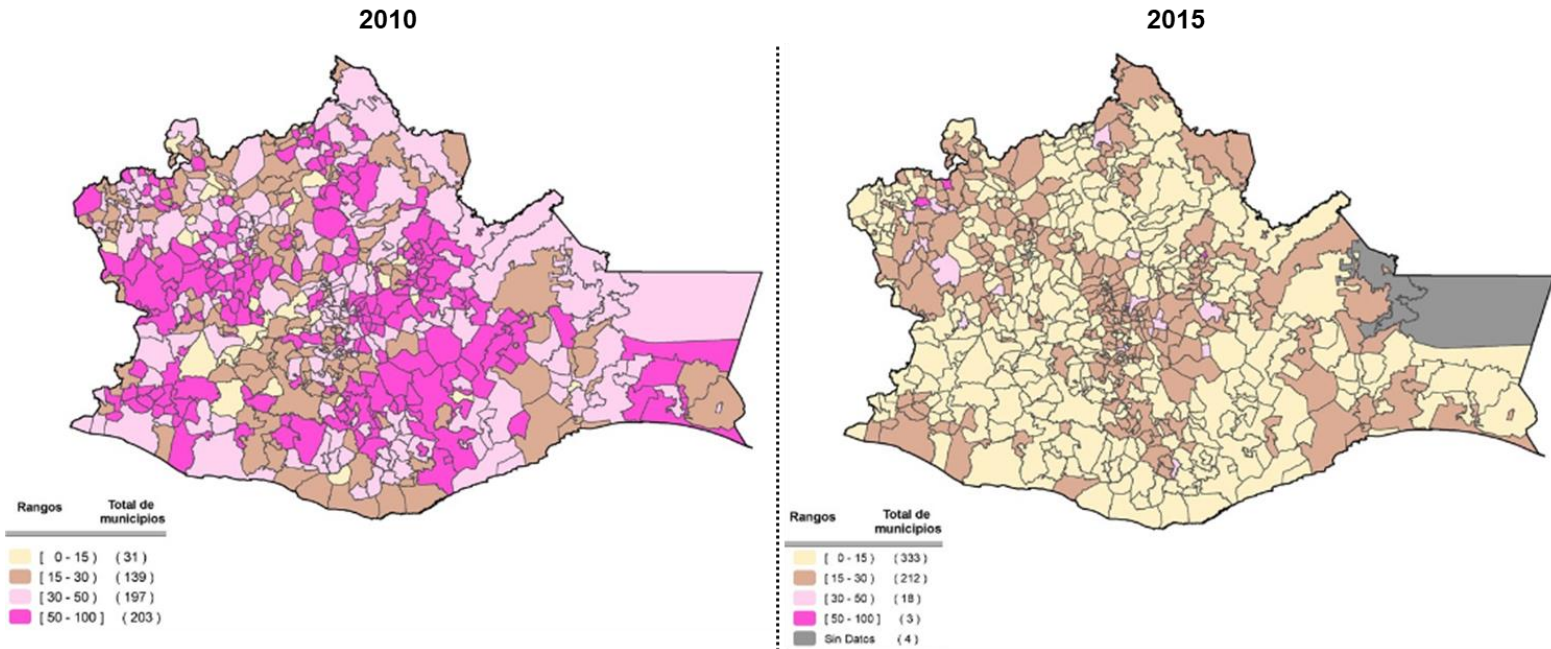 2010
Rangos Total de municipios
[ 0 - 15 ) ( 31 )
[ 15 - 30 ) ( 139 )
[ 30 - 50 ) ( 197 )
[ 50 - 100 ] ( 203 )
2015
Rangos Total de municipios
[ 0 - 15 ) ( 333 )
[ 15 - 30 ) ( 212 )
[ 30 - 50 ) ( 18 )
[ 50 - 100 ] ( 3 )
Sin Datos ( 4 )